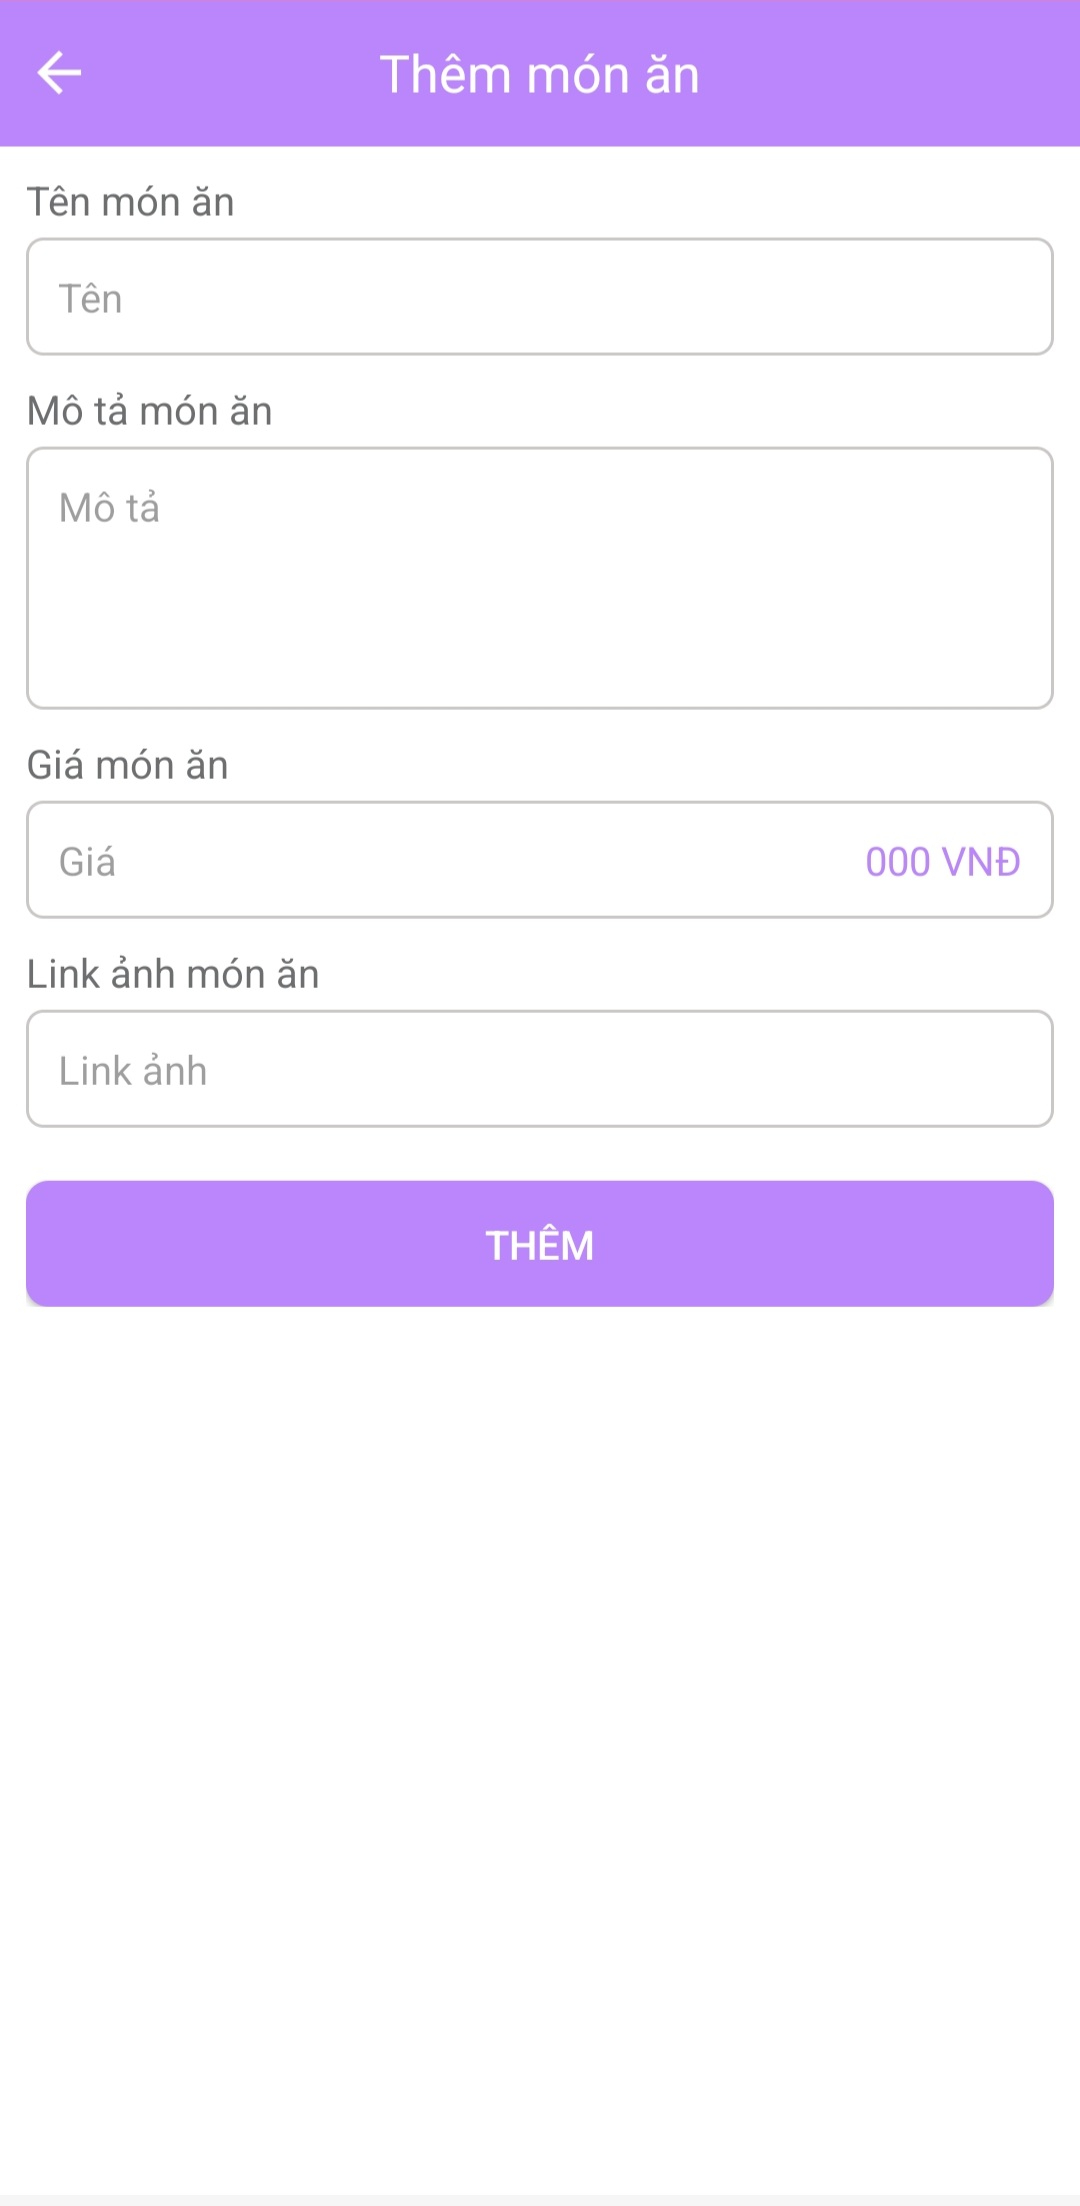 Thêm món ăn
Tên món ăn
Tên
Mô tả món ăn
Mô tả
Giá món ăn
Giá 000 VNĐ
Link ảnh món ăn
Link ảnh
THÊM